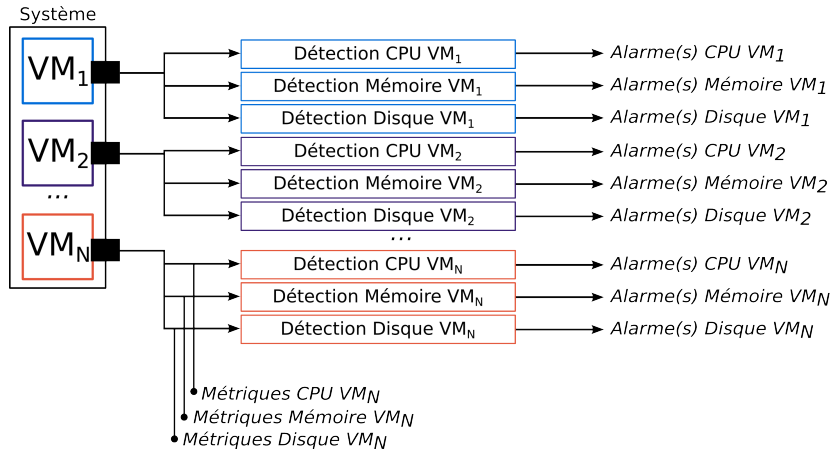 Système
VM1
Détection CPU VM1
Alarme(s) CPU VM1
Détection Mémoire VM1
Alarme(s) Mémoire VM1
Détection Disque VM1
Alarme(s) Disque VM1
VM2
Détection CPU VM2
Alarme(s) CPU VM2
Détection Mémoire VM2
Alarme(s) Mémoire VM2
...
Détection Disque VM2
Alarme(s) Disque VM2
...
VMN
Détection CPU VMN
Alarme(s) CPU VMN
Détection Mémoire VMN
Alarme(s) Mémoire VMN
Détection Disque VMN
Alarme(s) Disque VMN
Métriques CPU VMN
Métriques Mémoire VMN
Métriques Disque VMN